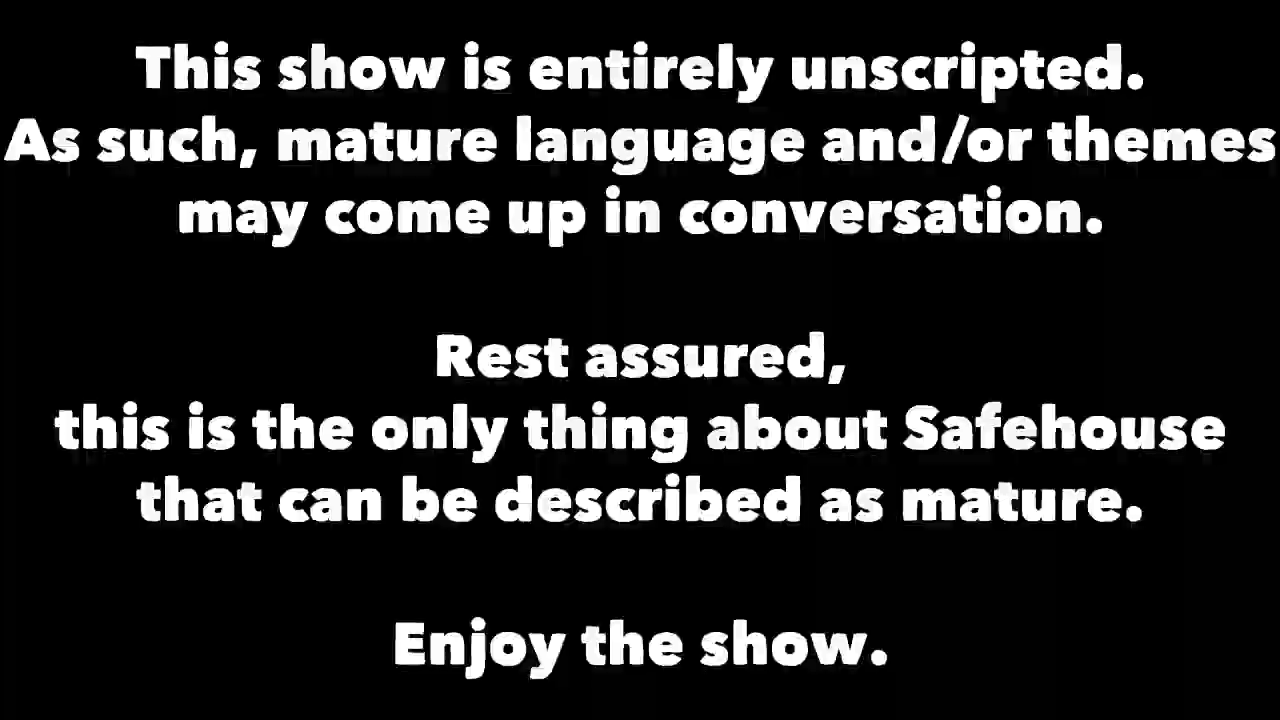 This show is entirely unscripted.
As such, mature language and/or themes
may come up in conversation.
Rest assured,
this is the only thing about Safehouse
that can be described as mature.
Enjoy the show.